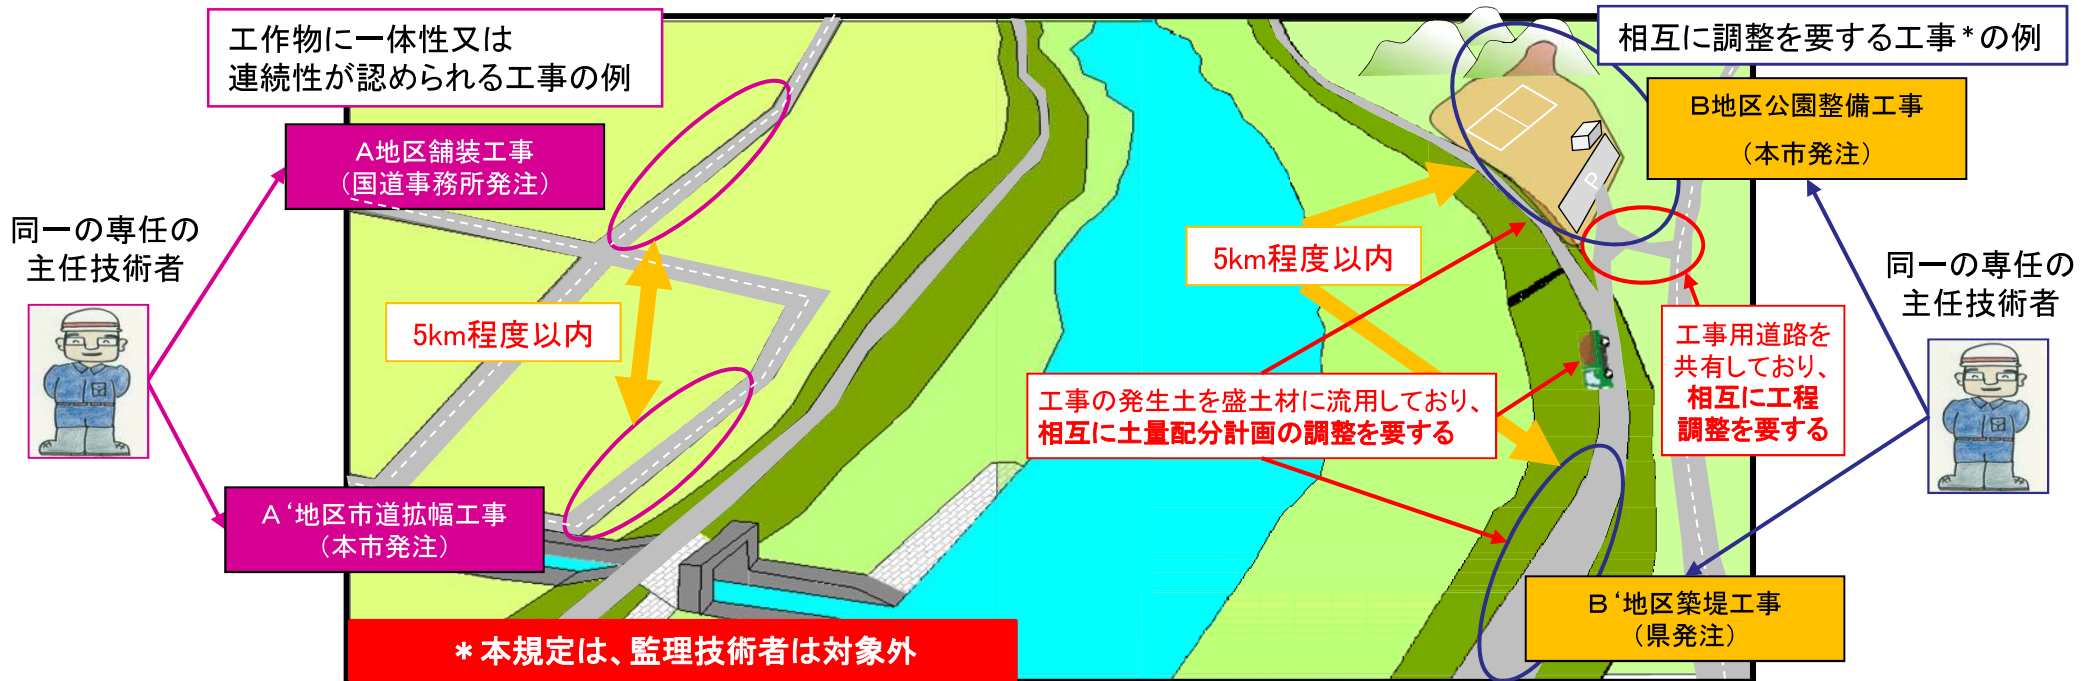 工作物に一体性又は
連続性が認められる工事の例
相互に調整を要する工事*の例
A地区舗装工事
(国道事務所発注)
B地区公園整備工事
(本市発注)
同一の専任の
主任技術者
5km程度以内
5km程度以内
P
同一の専任の
主任技術者
工事用道路を
共有しており、
相互に工程
調整を要する
工事の発生土を盛土材に流用しており、
相互に土量配分計画の調整を要する
A‘地区市道拡幅工事
(本市発注)
B‘地区築堤工事
(県発注)
*本規定は、監理技術者は対象外